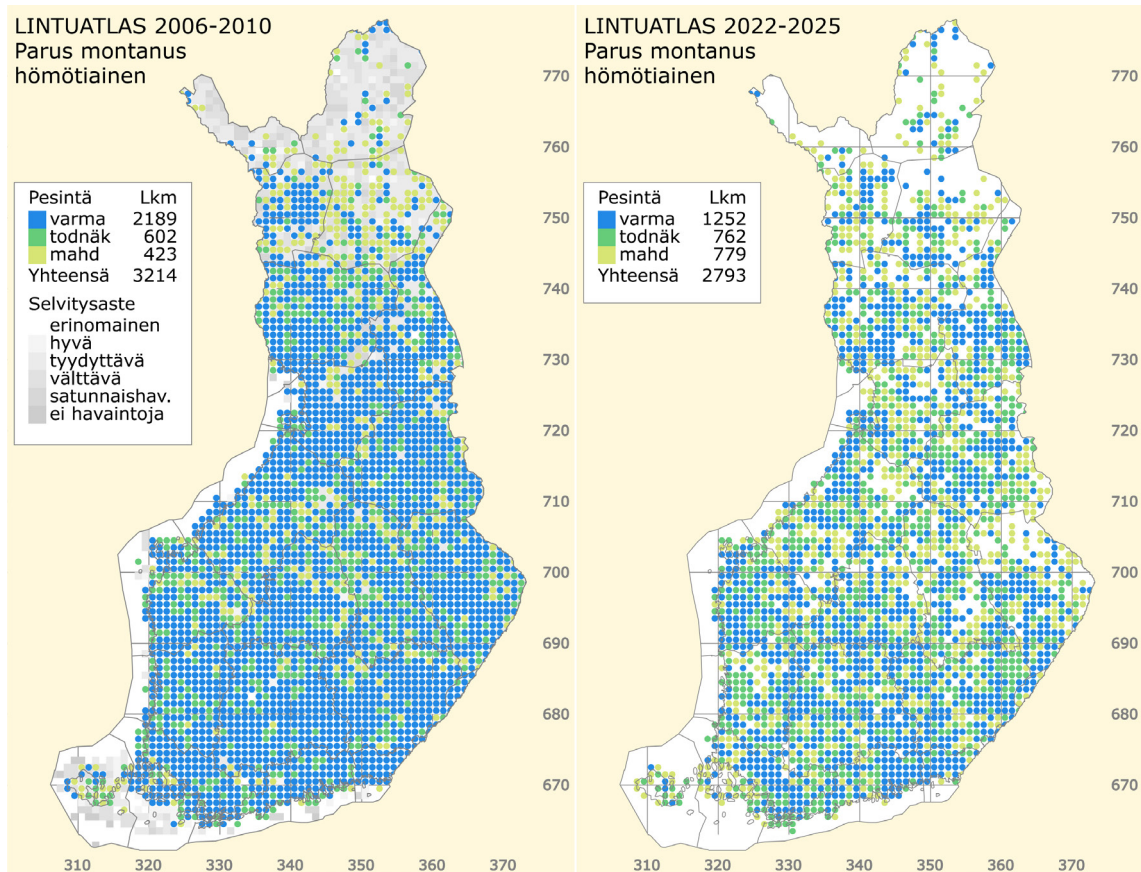 LINTUATLAS 2006-2010
Parus montanus
hömötiainen
Pesintä Lkm
varma 2189
todnäk 602
mahd 423
Yhteensä 3214
Selvitysaste
erinomainen
hyvä
tyydyttävä
välttävä
satunnaishav.
ei havaintoja
770
760
750
740
730
720
710
700
690
680
670
310 320 330 340 350 360 370
LINTUATLAS 2022-2025
Parus montanus
hömötiainen
Pesintä Lkm
varma 1252
todnäk 762
mahd 779
Yhteensä 2793
770
760
750
740
730
720
710
700
690
680
670
310 320 330 340 350 360 370